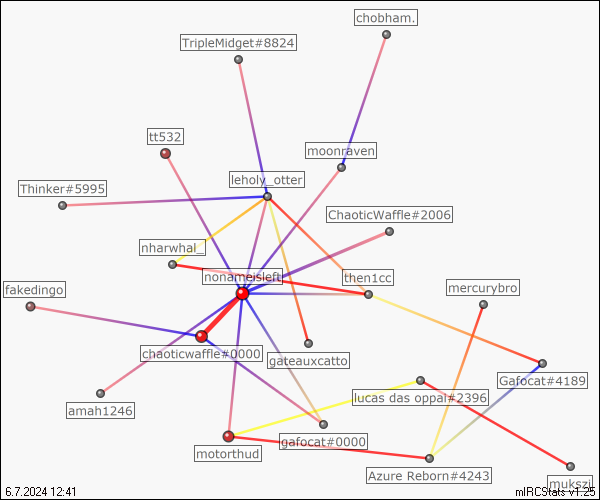 chobham.
TripleMidget#8824
tt532
moonraven
leholy_otter
Thinker#5995
ChaoticWaffle#2006
nharwhal_
nonameisleft
then1cc
mercurybro
fakedingo
chaoticwaffle#0000
gateauxcatto
Gafocat#4189
lucas das oppai#2396
amah1246
gafocat#0000
motorthud
Azure Reborn#4243
mukszi
6.7.2024 12:41
mIRCStats v1.25